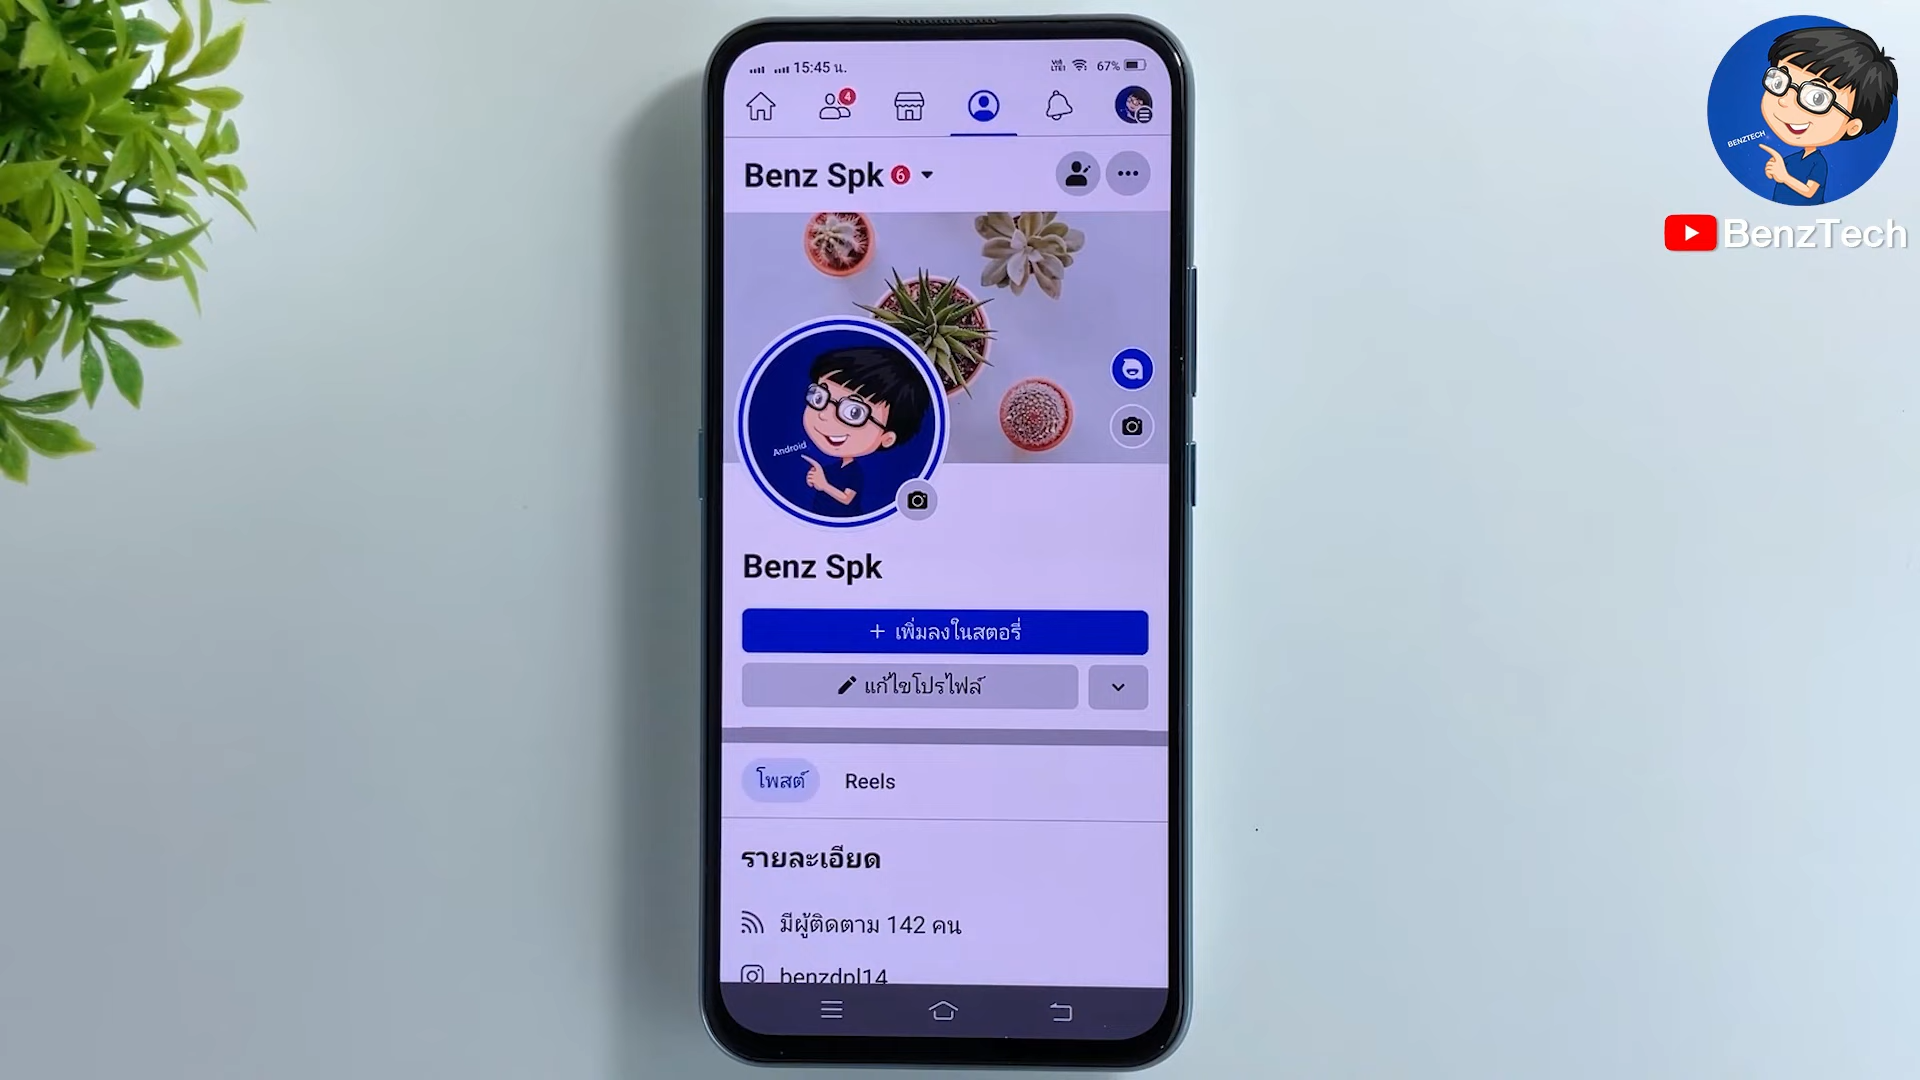 15:45 น.
VoLTE1
67%
4
Benz Spk 6
Android
Benz Spk
+ เพิ่มลงในสตอรี่
แก้ไขโปรไฟล์
โพสต์
Reels
รายละเอียด
มีผู้ติดตาม 142 คน
benzdpl14
BENZTECH
BenzTech